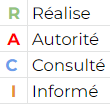 R Réalise
A Autorité
C Consulté
I Informé